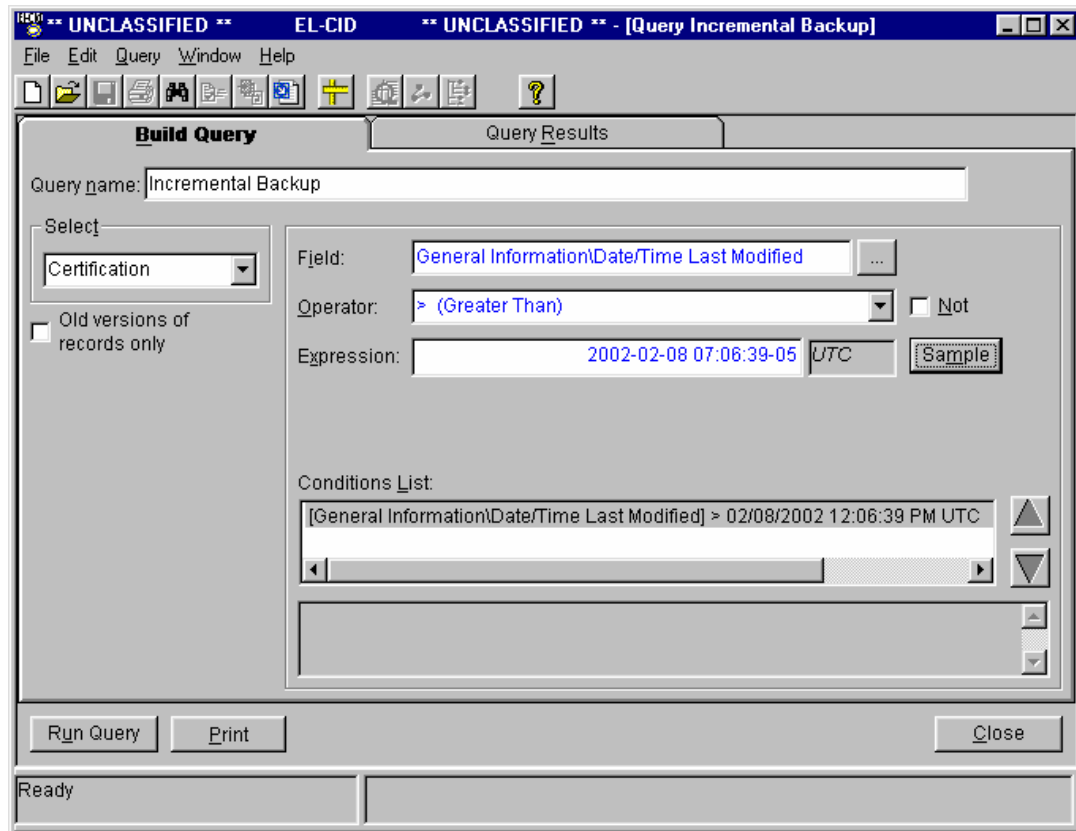 ** UNCLASSIFIED ** EL-CID ** UNCLASSIFIED ** - [Query Incremental Backup]
File Edit Query Window Help
Build Query Query Results
Query name: Incremental Backup
Select
Certification
Old versions of
records only
Field: General Information\Date/Time Last Modified ...
Operator: > (Greater Than) Not
Expression: 2002-02-08 07:06:39-05 UTC Sample
Conditions List:
[General Information\Date/Time Last Modified] > 02/08/2002 12:06:39 PM UTC
Run Query Print Close
Ready